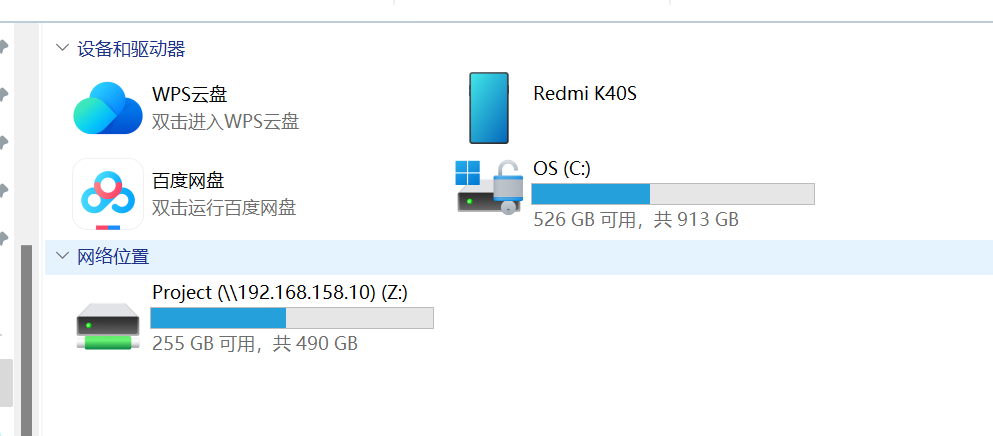 设备和驱动器
WPS云盘
双击进入WPS云盘
Redmi K40S
百度网盘
双击运行百度网盘
OS (C:)
526 GB 可用，共 913 GB
网络位置
Project (\\192.168.158.10) (Z:)
255 GB 可用，共 490 GB